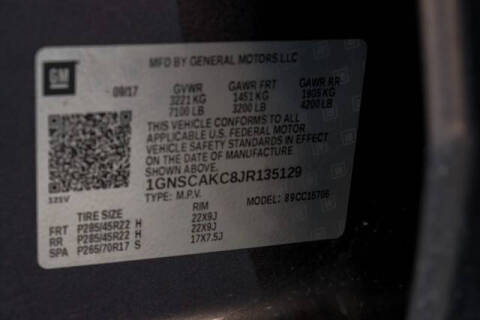 GM
MFD BY GENERAL MOTORS LLC
09/17 GVWR GAWR FRT GAWR RR
3221 KG 1451 KG 1905 KG
7100 LB 3200 LB 4200 LB
THIS VEHICLE CONFORMS TO ALL
APPLICABLE U.S. FEDERAL MOTOR
VEHICLE SAFETY STANDARDS IN EFFECT
ON THE DATE OF MANUFACTURE
SHOWN ABOVE.
1GNSCAKC8JR135129
TYPE: M.P.V. MODEL: 89CC15706
32SV
TIRE SIZE RIM
FRT P285/45R22 H 22X9J
RR P285/45R22 H 22X9J
SPA P265/70R17 S 17X7.5J